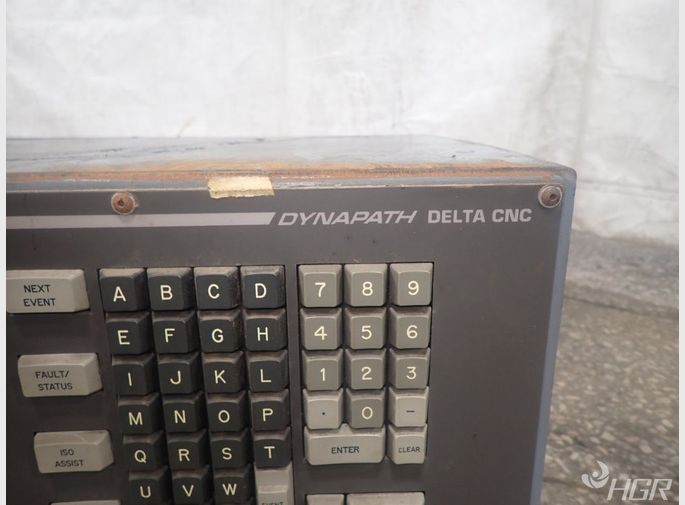 DYNAPATH DELTA CNC
NEXT
EVENT
A B C D 7 8 9
E F G H 4 5 6
FAULT/
STATUS
I J K L 1 2 3
M N O P . 0 -
ISO
ASSIST
Q R S T ENTER CLEAR
U V W
HGR